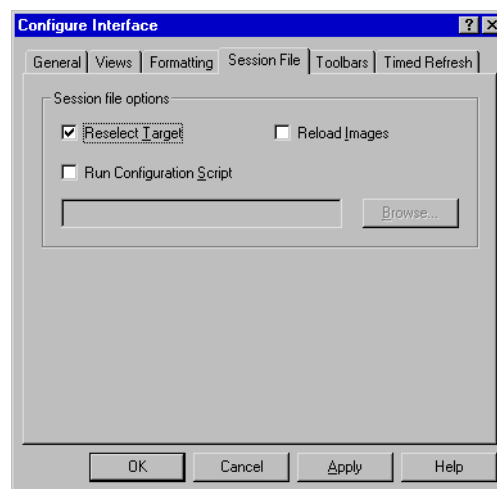 Configure Interface
General Views Formatting Session File Toolbars Timed Refresh
Session file options
Reselect Target Reload Images
Run Configuration Script
Browse...
OK Cancel Apply Help